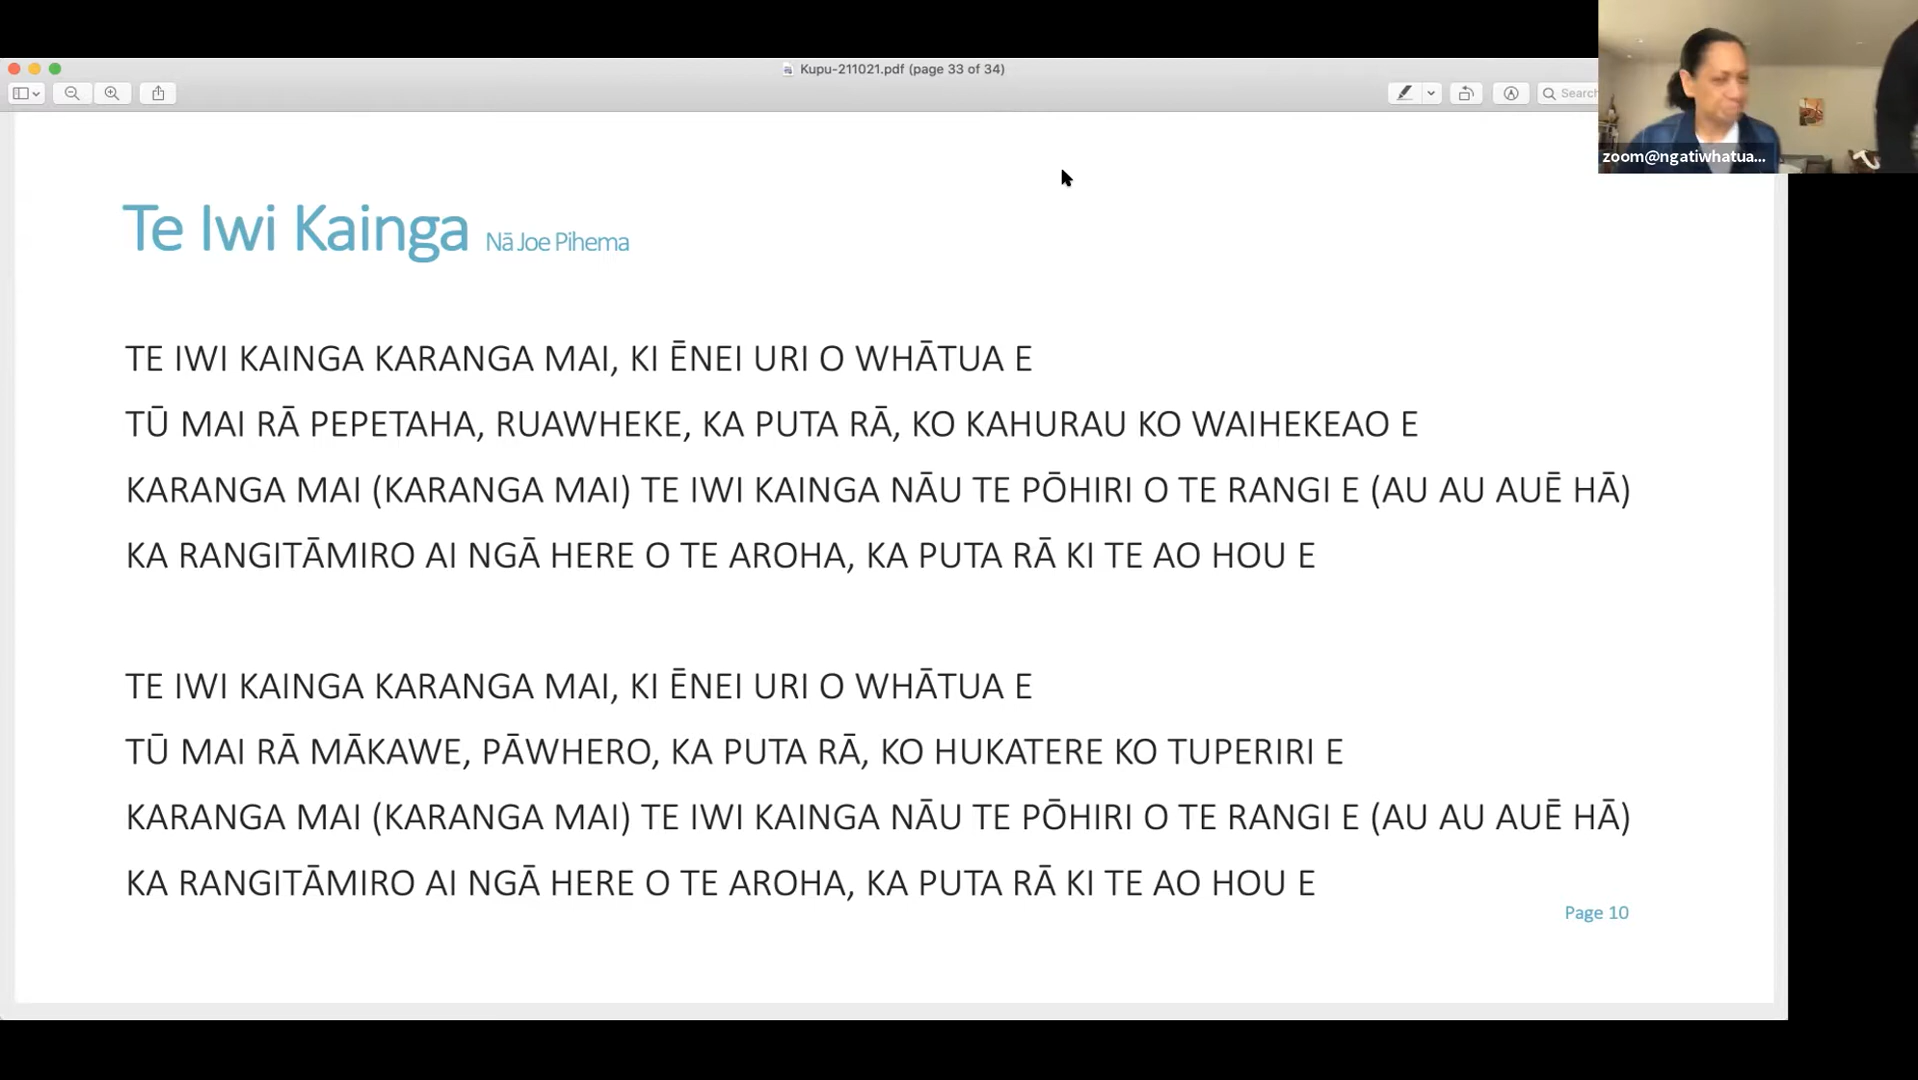 Kupu-211021.pdf (page 33 of 34)
Search
zoom@ngatiwhatua...
Te Iwi Kainga Nā Joe Pihema
TE IWI KAINGA KARANGA MAI, KI ĒNEI URI O WHĀTUA E
TŪ MAI RĀ PEPETAHA, RUAWHEKE, KA PUTA RĀ, KO KAHURAU KO WAIHEKEAO E
KARANGA MAI (KARANGA MAI) TE IWI KAINGA NĀU TE PŌHIRI O TE RANGI E (AU AU AUĒ HĀ)
KA RANGITĀMIRO AI NGĀ HERE O TE AROHA, KA PUTA RĀ KI TE AO HOU E
TE IWI KAINGA KARANGA MAI, KI ĒNEI URI O WHĀTUA E
TŪ MAI RĀ MĀKAWE, PĀWHERO, KA PUTA RĀ, KO HUKATERE KO TUPERIRI E
KARANGA MAI (KARANGA MAI) TE IWI KAINGA NĀU TE PŌHIRI O TE RANGI E (AU AU AUĒ HĀ)
KA RANGITĀMIRO AI NGĀ HERE O TE AROHA, KA PUTA RĀ KI TE AO HOU E
Page 10